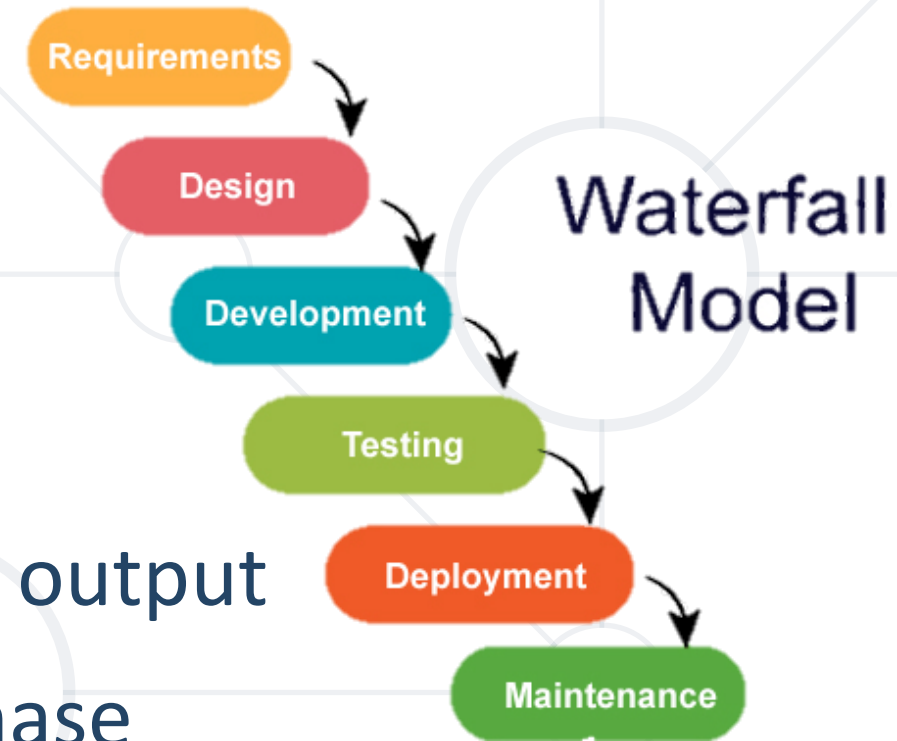 Requirements
Design
Waterfall
Model
Development
Testing
output
Deployment
Maintenance